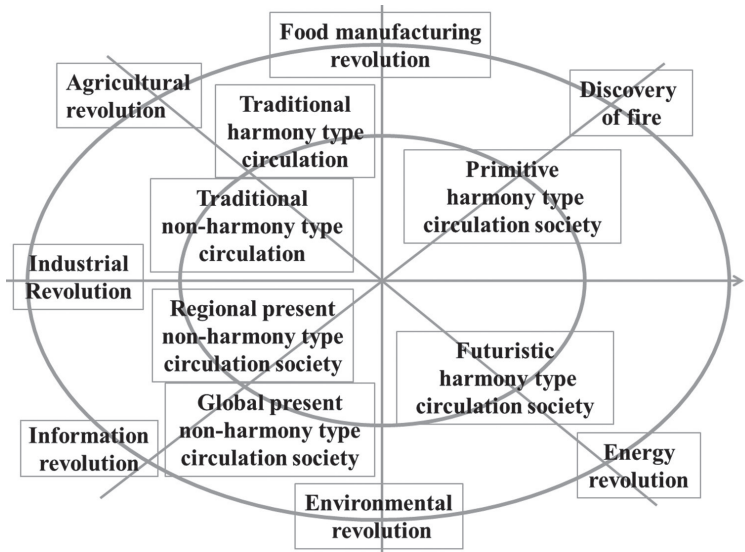 Food manufacturing
revolution
Agricultural
revolution
Discovery
of fire
Traditional
harmony type
circulation
Primitive
harmony type
circulation society
Traditional
non-harmony type
circulation
Industrial
Revolution
Regional present
non-harmony type
circulation society
Futuristic
harmony type
circulation society
Global present
non-harmony type
circulation society
Information
revolution
Energy
revolution
Environmental
revolution